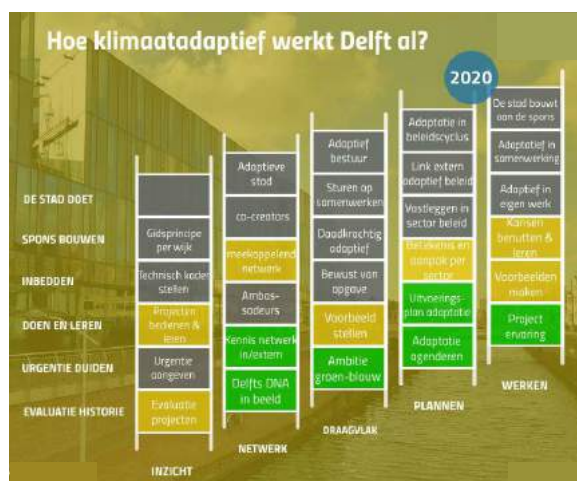 Hoe klimaatadaptief werkt Delft al?
2020
DE STAD DOET
SPONS BOUWEN
INBEDDEN
DOEN EN LEREN
URGENTIE DUIDEN
EVALUATIE HISTORIE
Gidsprincipe
per wijk
Technisch kader
stellen
Projecten
bedienen &
leren
Urgentie
aangeven
Evaluatie
projecten
INZICHT
Adaptieve
stad
co-creators
meekoppelend
netwerk
Ambas-
sadeurs
Kennis netwerk
in/extern
Delfts DNA
in beeld
NETWERK
Adaptief
bestuur
Sturen op
samenwerken
Daadkrachtig
adaptief
Bewust van
opgave
Voorbeeld
stellen
Ambitie
groen-blauw
DRAAGVLAK
Adaptatie in
beleidscyclus
Link extern
adaptief beleid
Vastleggen in
sector beleid
Betekenis en
aanpak per
sector
Uitvoerings-
plan adaptatie
Adaptatie
agenderen
PLANNEN
De stad bouwt
aan de spons
Adaptatief in
samenwerking
Adaptief in
eigen werk
Kansen
benutten &
leren
Voorbeelden
maken
Project
ervaring
WERKEN